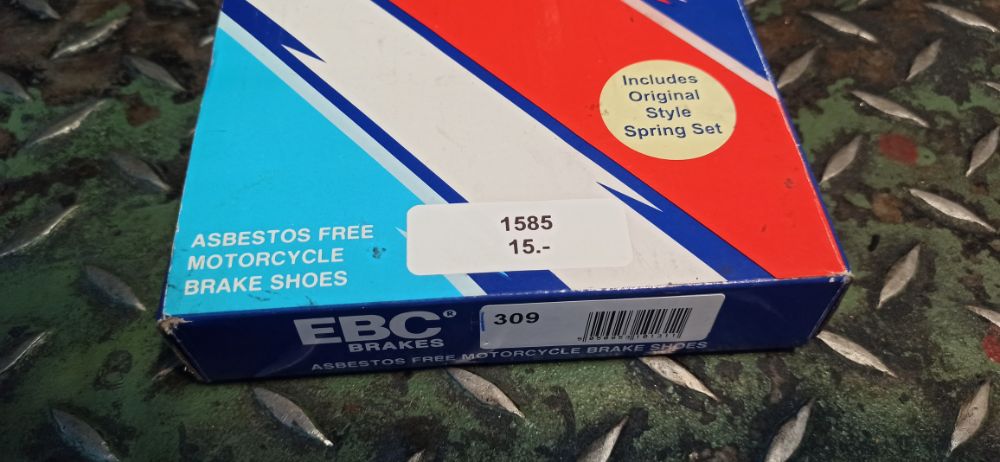 Includes
Original
Style
Spring Set
ASBESTOS FREE
MOTORCYCLE
BRAKE SHOES
1585
15.-
EBC®
BRAKES
309
ASBESTOS FREE MOTORCYCLE BRAKE SHOES